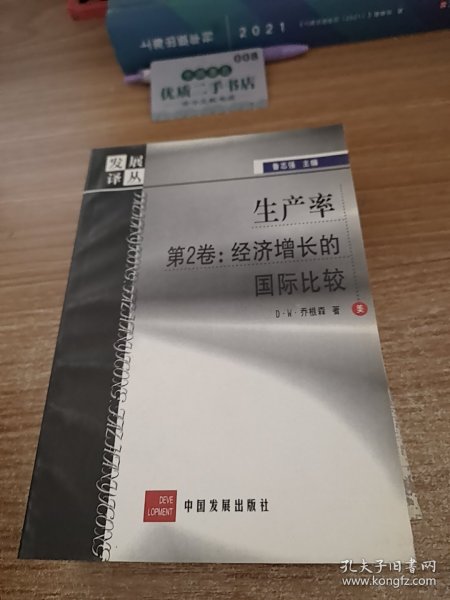 2021
优质二手书店
发展
译丛
鲁志强 主编
生产率
第2卷：经济增长的
国际比较
D·W·乔根森 著
美
DEVE
LOPMENT
中国发展出版社
孔夫子旧书网
www.kongfz.com